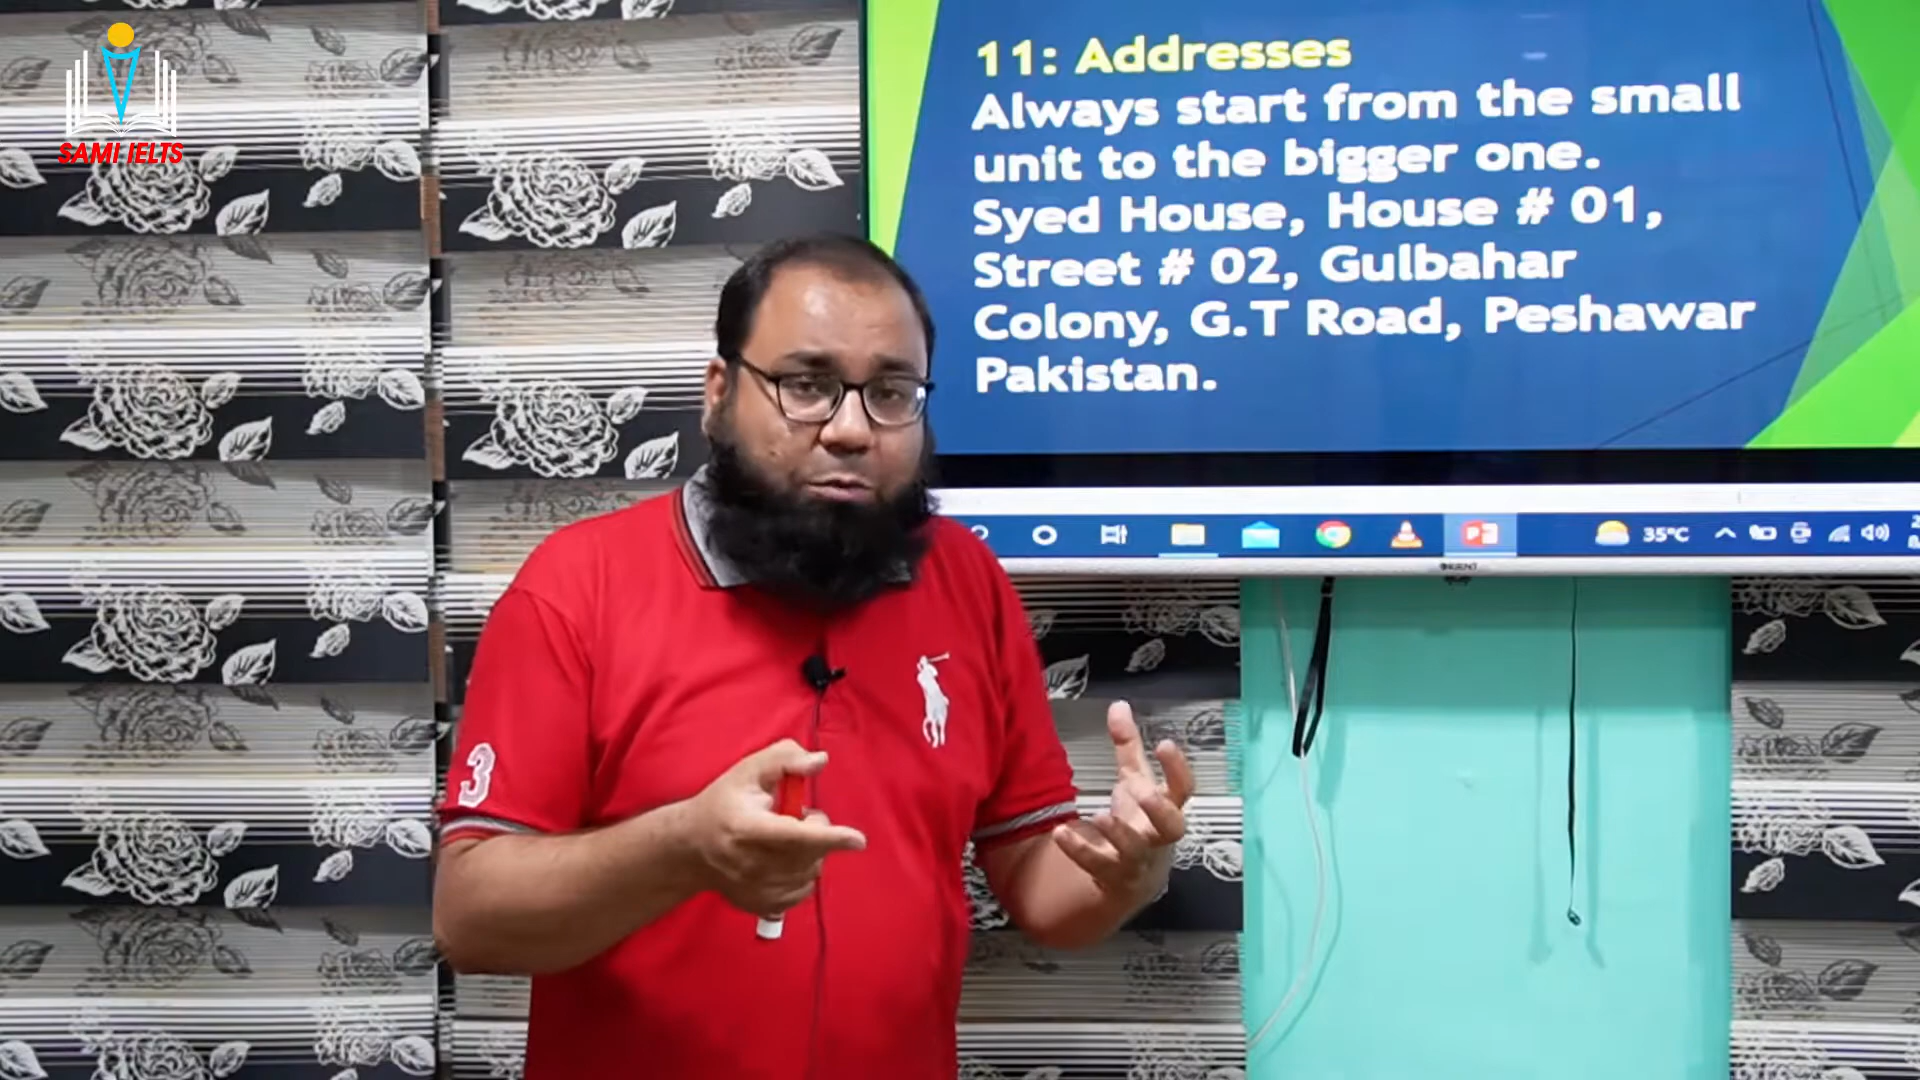 SAMI IELTS
11: Addresses
Always start from the small
unit to the bigger one.
Syed House, House # 01,
Street # 02, Gulbahar
Colony, G.T Road, Peshawar
Pakistan.
35°C
ORIENT
3